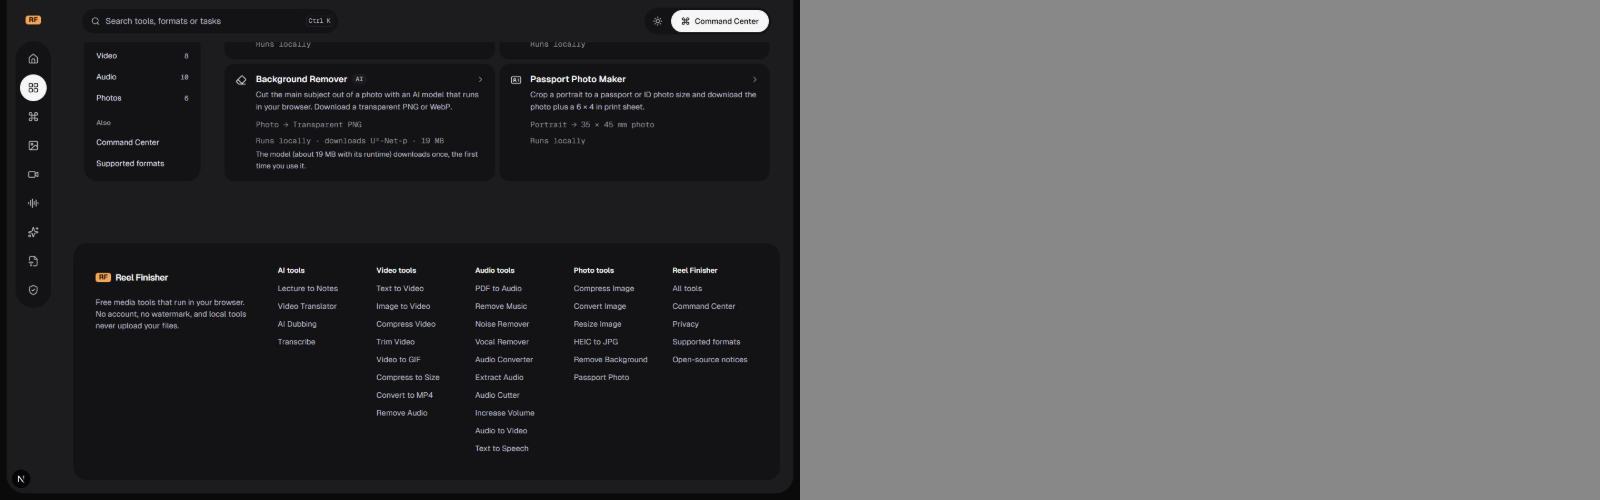 RF
Search tools, formats or tasks
Ctrl K
Command Center
Video 8
Audio 10
Photos 6
Also
Command Center
Supported formats
Runs locally
Background Remover AI
Cut the main subject out of a photo with an AI model that runs
in your browser. Download a transparent PNG or WebP.
Photo → Transparent PNG
Runs locally · downloads U²-Net-p · 19 MB
The model (about 19 MB with its runtime) downloads once, the first
time you use it.
Runs locally
Passport Photo Maker
Crop a portrait to a passport or ID photo size and download the
photo plus a 6 × 4 in print sheet.
Portrait → 35 × 45 mm photo
Runs locally
RF Reel Finisher
Free media tools that run in your browser.
No account, no watermark, and local tools
never upload your files.
AI tools
Lecture to Notes
Video Translator
AI Dubbing
Transcribe
Video tools
Text to Video
Image to Video
Compress Video
Trim Video
Video to GIF
Compress to Size
Convert to MP4
Remove Audio
Audio tools
PDF to Audio
Remove Music
Noise Remover
Vocal Remover
Audio Converter
Extract Audio
Audio Cutter
Increase Volume
Audio to Video
Text to Speech
Photo tools
Compress Image
Convert Image
Resize Image
HEIC to JPG
Remove Background
Passport Photo
Reel Finisher
All tools
Command Center
Privacy
Supported formats
Open-source notices
N